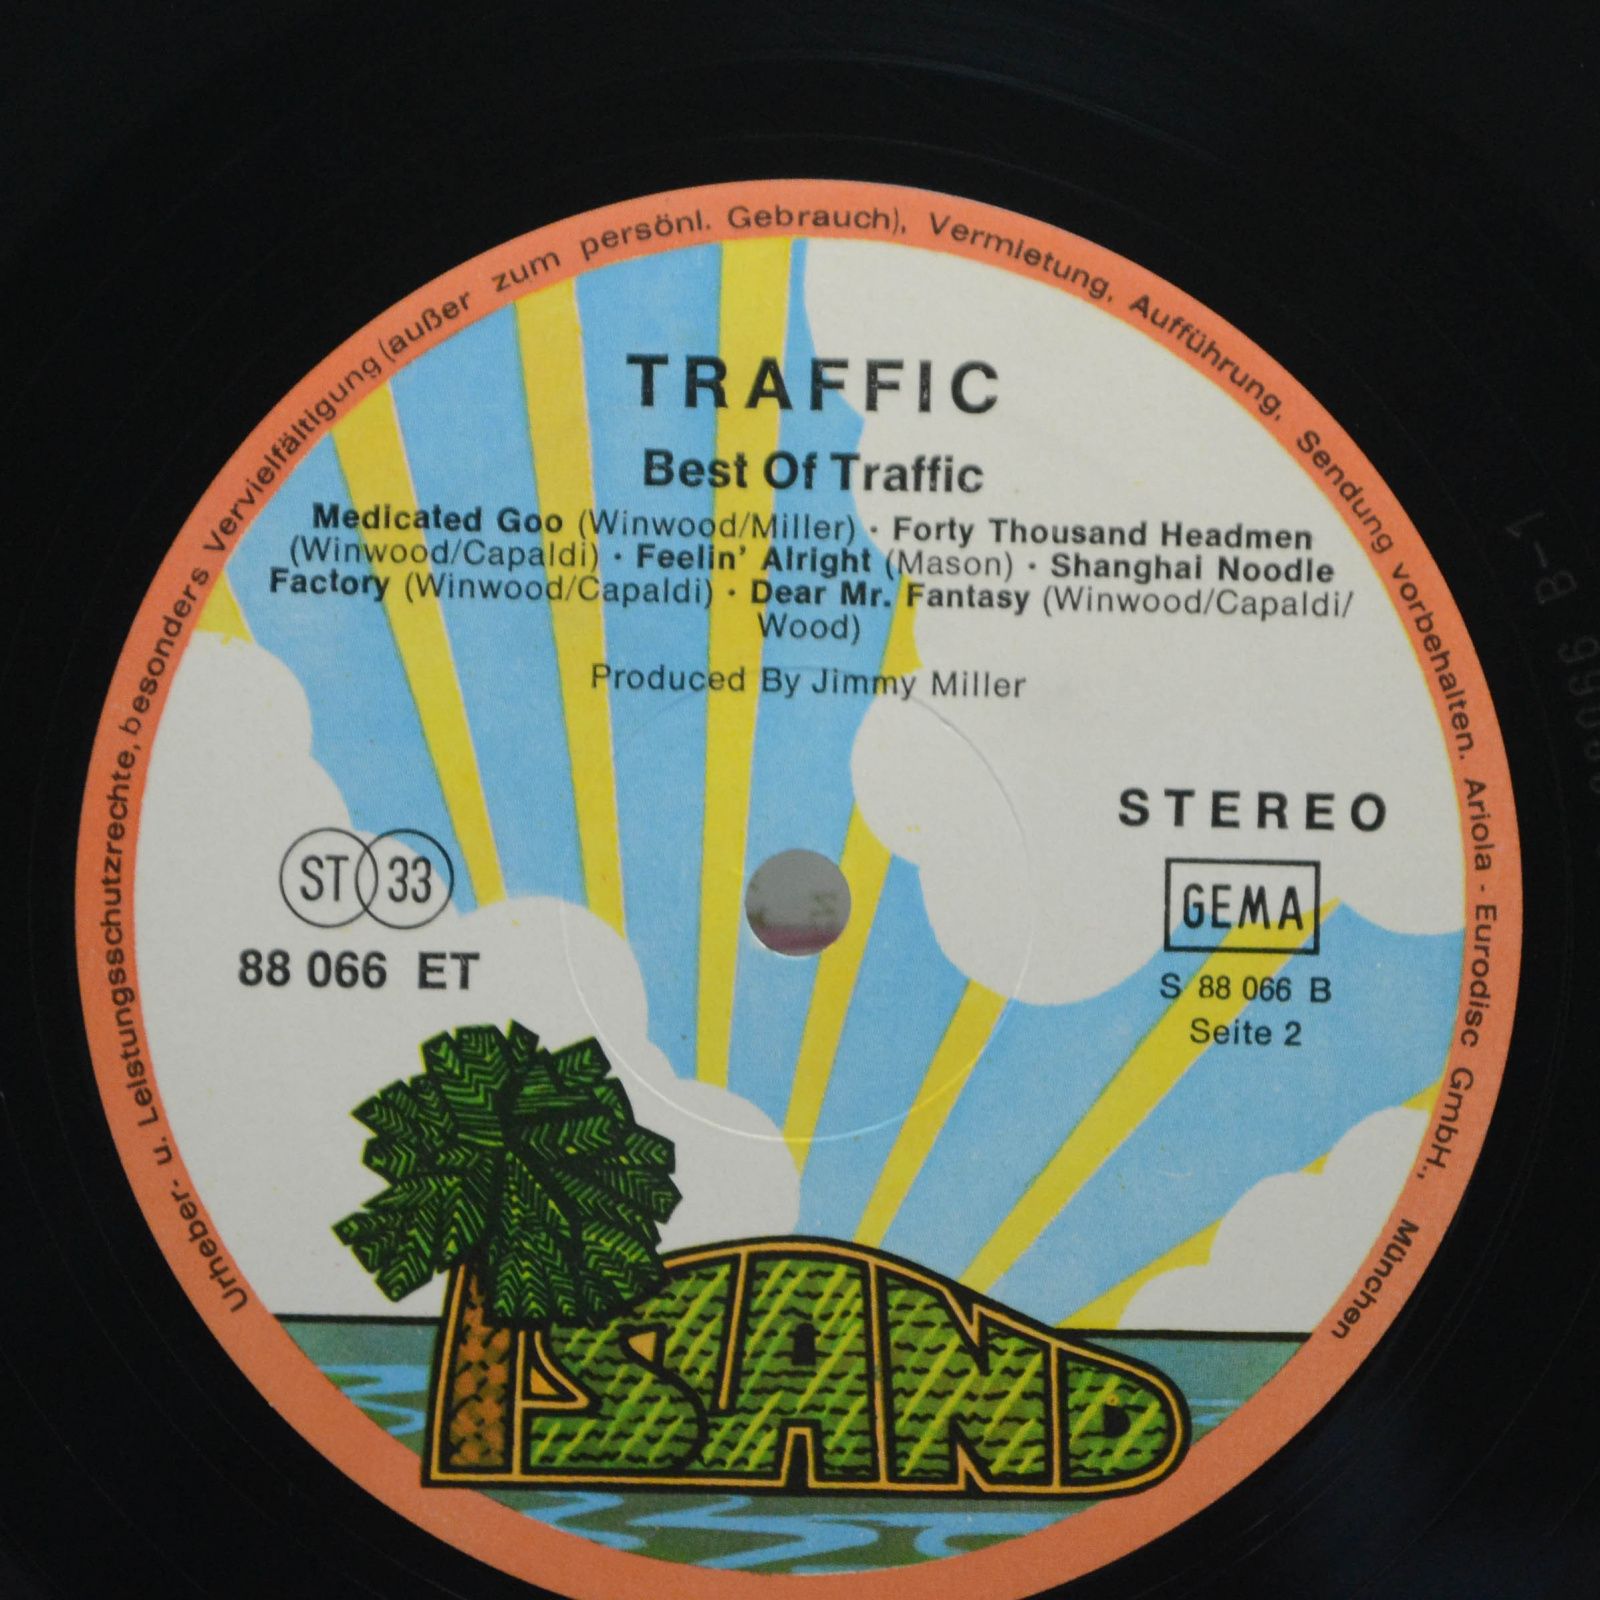 TRAFFIC
Best Of Traffic
Medicated Goo (Winwood/Miller) · Forty Thousand Headmen
(Winwood/Capaldi) · Feelin' Alright (Mason) · Shanghai Noodle
Factory (Winwood/Capaldi) · Dear Mr. Fantasy (Winwood/Capaldi/
Wood)
Produced By Jimmy Miller
STEREO
ST 33
GEMA
88 066 ET
S 88 066 B
Seite 2
ISLAND
Urheber- u. Leistungsschutzrechte, besonders Vervielfältigung (außer zum persönl. Gebrauch), Vermietung, Aufführung, Sendung vorbehalten. Ariola - Eurodisc GmbH., München